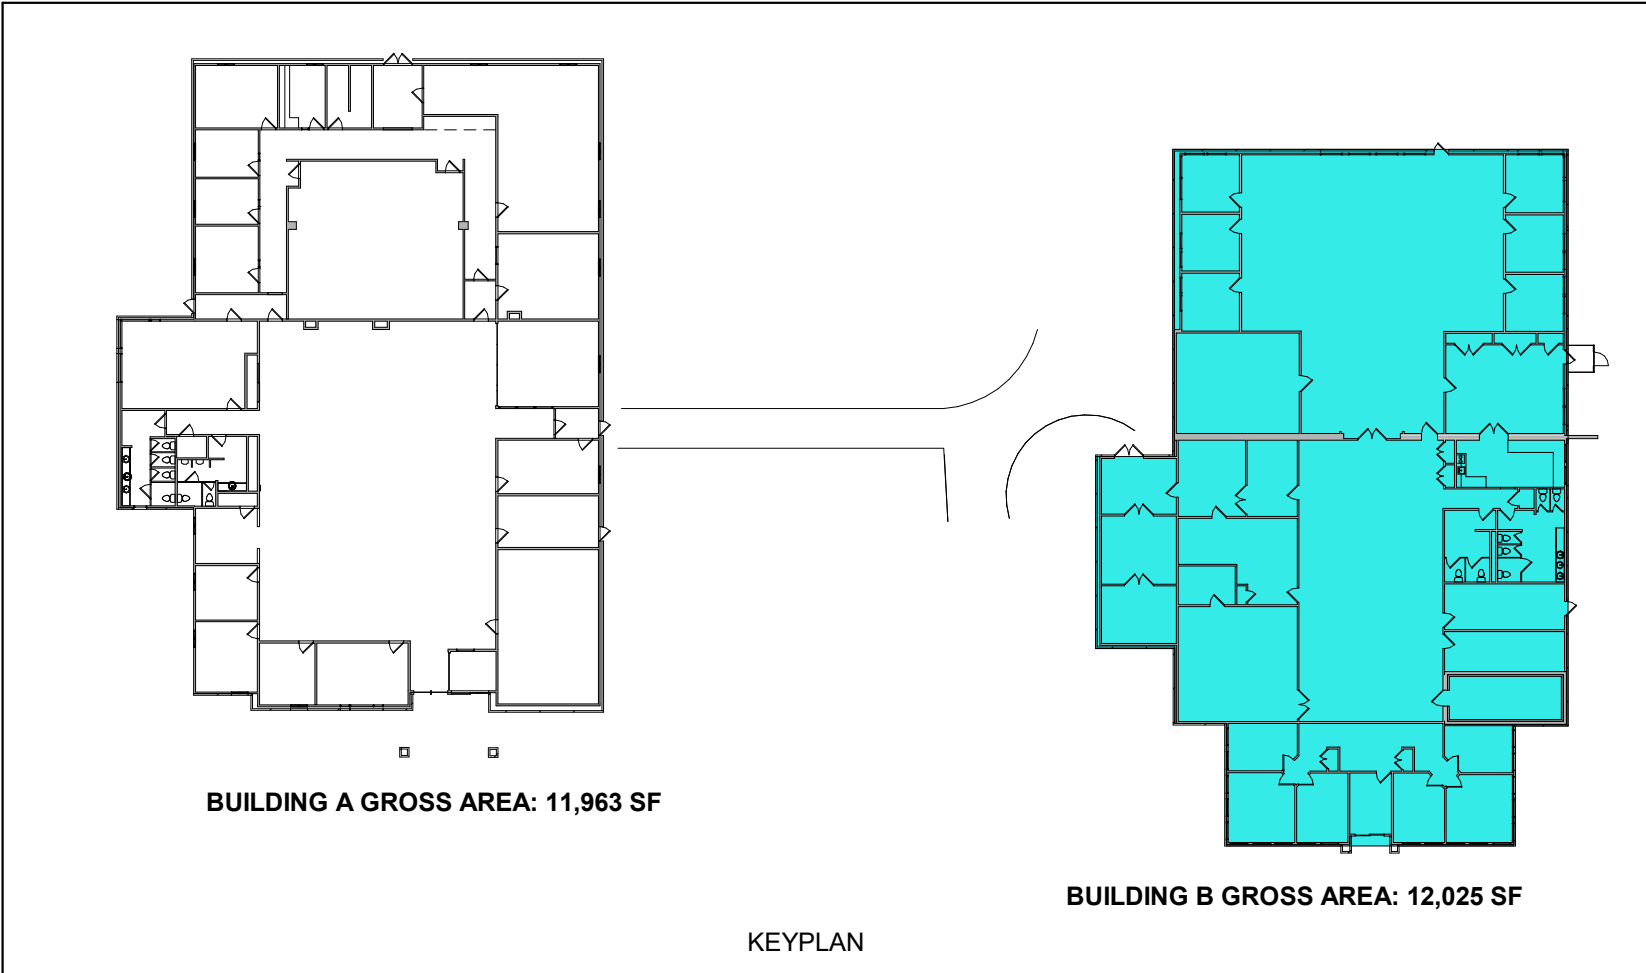 BUILDING A GROSS AREA: 11,963 SF
BUILDING B GROSS AREA: 12,025 SF
KEYPLAN